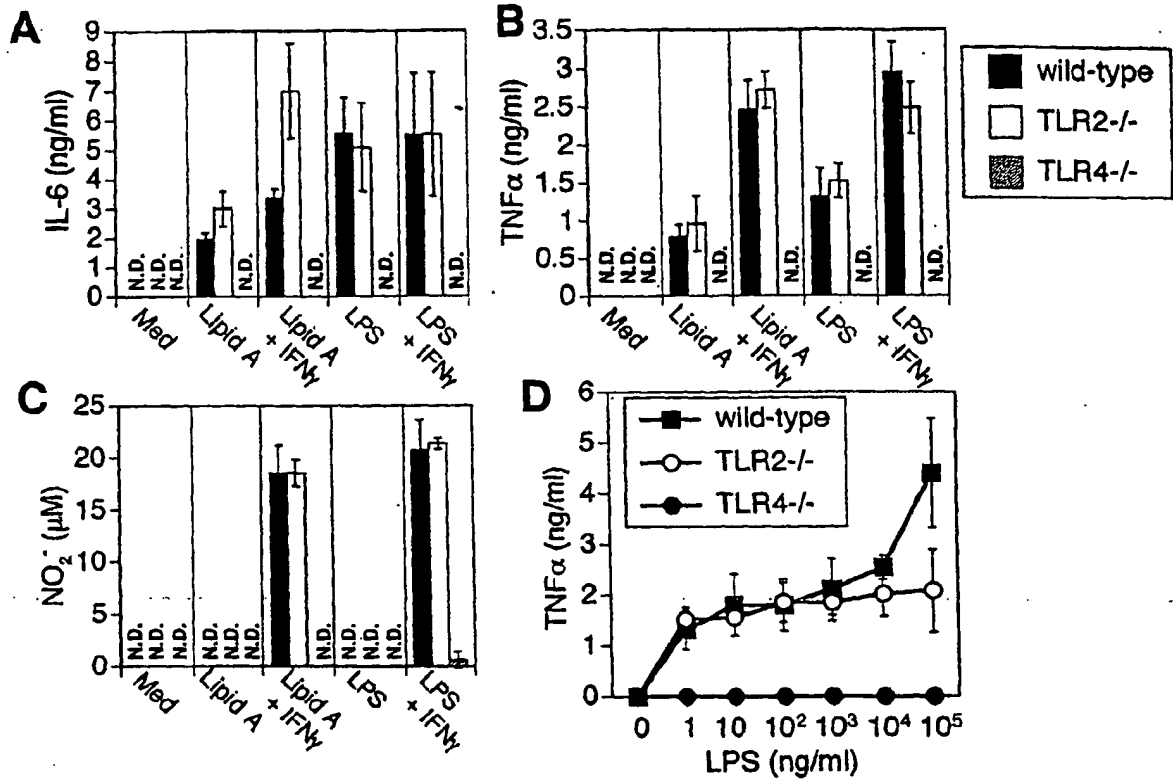 A
IL-6 (ng/ml)
9
8
7
6
5
4
3
2
1
0
N.D. N.D. N.D. N.D. N.D. N.D. N.D.
Med
Lipid A
Lipid A + IFNγ
LPS
LPS + IFNγ
B
TNFα (ng/ml)
3.5
3
2.5
2
1.5
1
0.5
0
N.D. N.D. N.D. N.D. N.D. N.D. N.D.
Med
Lipid A
Lipid A + IFNγ
LPS
LPS + IFNγ
wild-type
TLR2-/-
TLR4-/-
C
NO₂⁻ (μM)
25
20
15
10
5
0
N.D. N.D. N.D. N.D. N.D. N.D. N.D. N.D. N.D. N.D.
Med
Lipid A
Lipid A + IFNγ
LPS
LPS + IFNγ
D
TNFα (ng/ml)
6
5
4
3
2
1
0
wild-type
TLR2-/-
TLR4-/-
0 1 10 10² 10³ 10⁴ 10⁵
LPS (ng/ml)